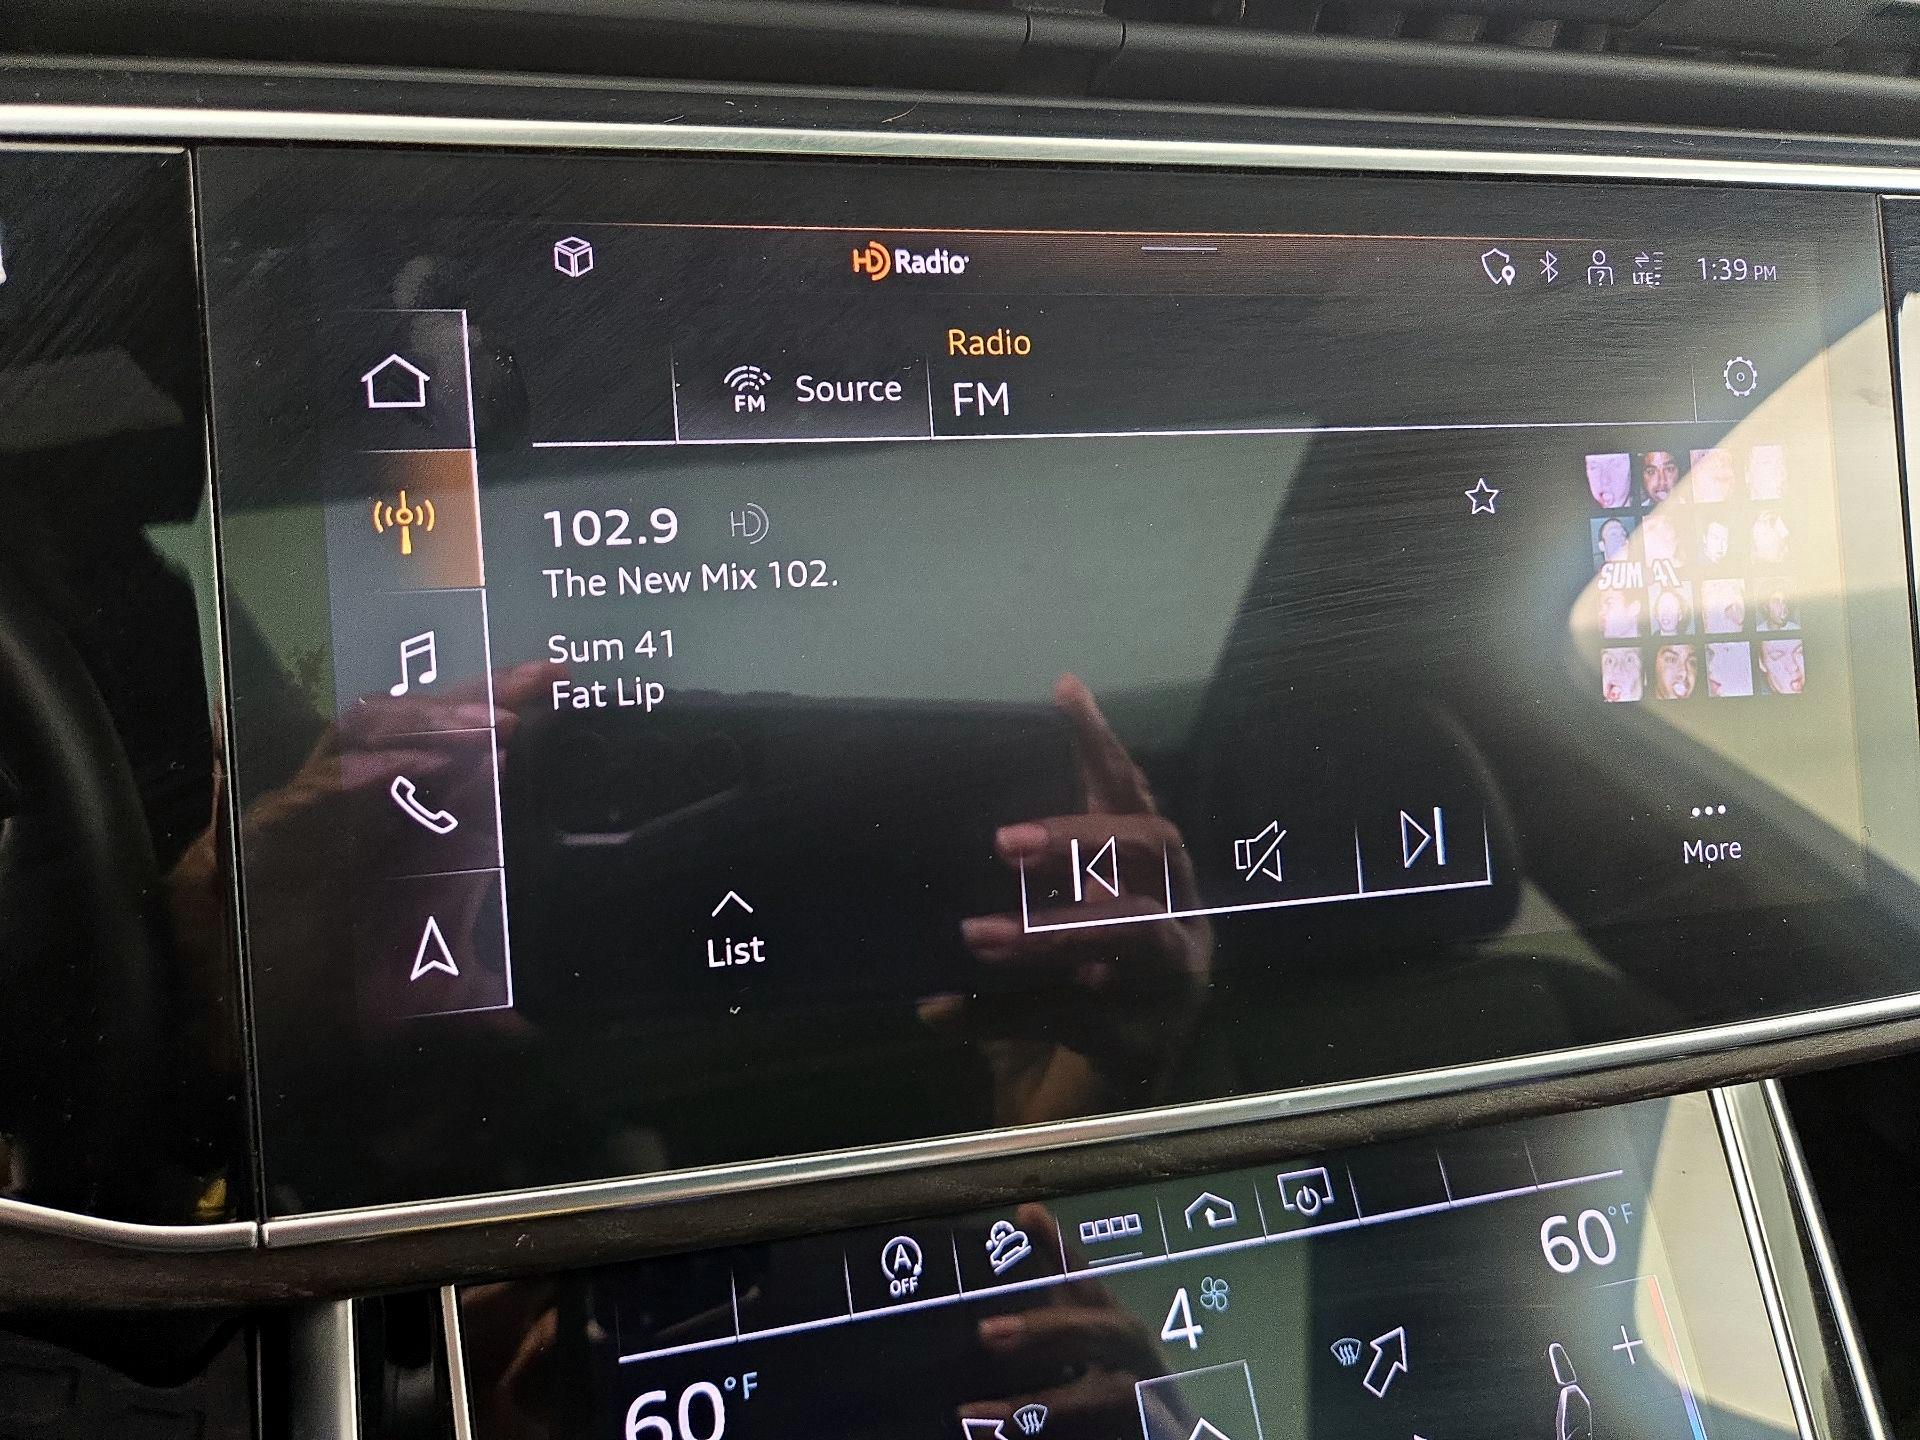 HD Radio
LTE
1:39 PM
Radio
FM
Source
FM
102.9 HD
The New Mix 102.
Sum 41
Fat Lip
SUM 41
List
More
A
OFF
60°F
4
60°F